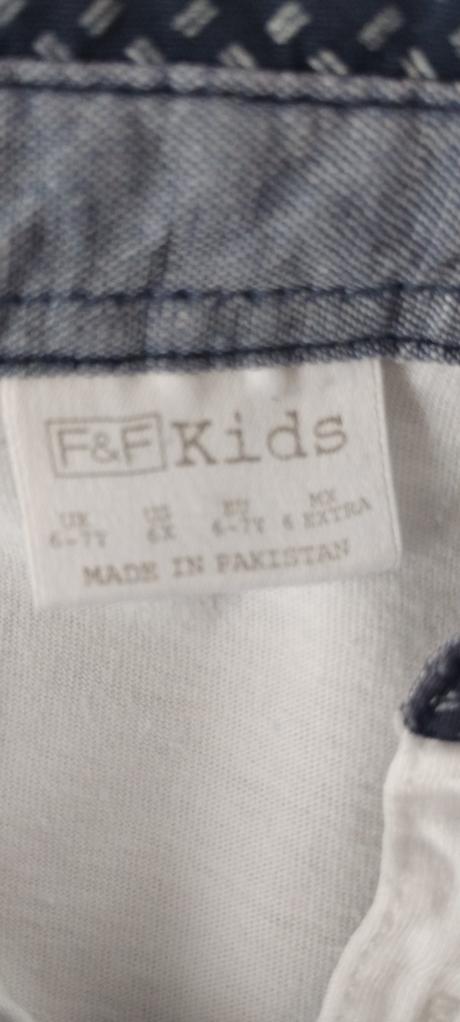 F&F Kids
UK US EU MX
6-7Y 6X 6-7Y 6 EXTRA
MADE IN PAKISTAN